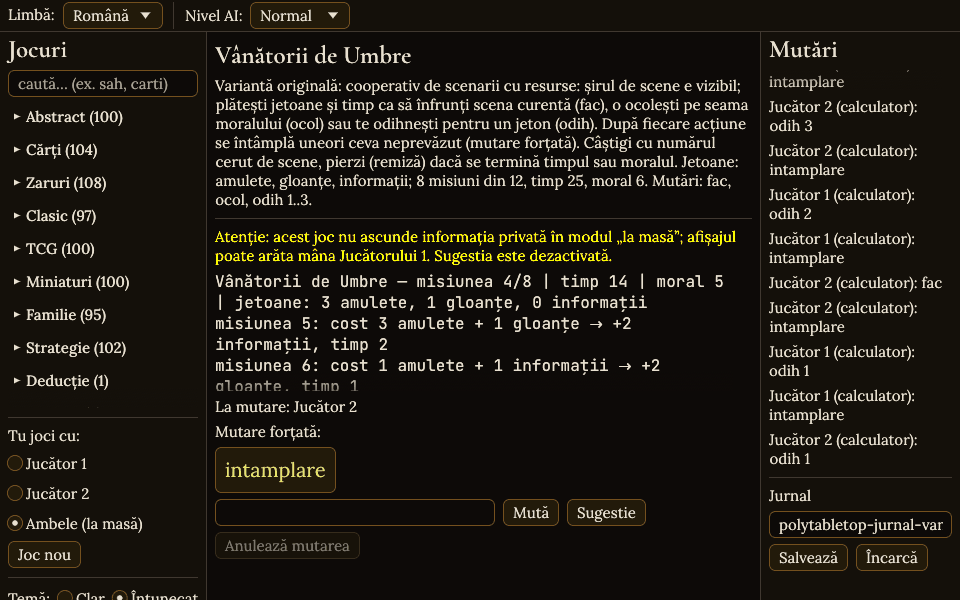 Limbă: Română ▼ Nivel AI: Normal ▼
Jocuri
caută... (ex. sah, carti)
▸ Abstract (100)
▸ Cărți (104)
▸ Zaruri (108)
▸ Clasic (97)
▸ TCG (100)
▸ Miniaturi (100)
▸ Familie (95)
▸ Strategie (102)
▸ Deducție (1)
Tu joci cu:
Jucător 1
Jucător 2
Ambele (la masă)
Joc nou
Temă: Clar Întunecat
Vânătorii de Umbre
Variantă originală: cooperativ de scenarii cu resurse: șirul de scene e vizibil;
plătești jetoane și timp ca să înfrunți scena curentă (fac), o ocolești pe seama
moralului (ocol) sau te odihnești pentru un jeton (odih). După fiecare acțiune
se întâmplă uneori ceva neprevăzut (mutare forțată). Câștigi cu numărul
cerut de scene, pierzi (remiză) dacă se termină timpul sau moralul. Jetoane:
amulete, gloanțe, informații; 8 misiuni din 12, timp 25, moral 6. Mutări: fac,
ocol, odih 1..3.
Atenție: acest joc nu ascunde informația privată în modul „la masă”; afișajul
poate arăta mâna Jucătorului 1. Sugestia este dezactivată.
Vânătorii de Umbre — misiunea 4/8 | timp 14 | moral 5
| jetoane: 3 amulete, 1 gloanțe, 0 informații
misiunea 5: cost 3 amulete + 1 gloanțe → +2
informații, timp 2
misiunea 6: cost 1 amulete + 1 informații → +2
gloanțe, timp 1
La mutare: Jucător 2
Mutare forțată:
intamplare
Mută Sugestie
Anulează mutarea
Mutări
intamplare
Jucător 2 (calculator):
odih 3
Jucător 2 (calculator):
intamplare
Jucător 1 (calculator):
odih 2
Jucător 1 (calculator):
intamplare
Jucător 2 (calculator): fac
Jucător 2 (calculator):
intamplare
Jucător 1 (calculator):
odih 1
Jucător 1 (calculator):
intamplare
Jucător 2 (calculator):
odih 1
Jurnal
polytabletop-jurnal-var
Salvează Încarcă